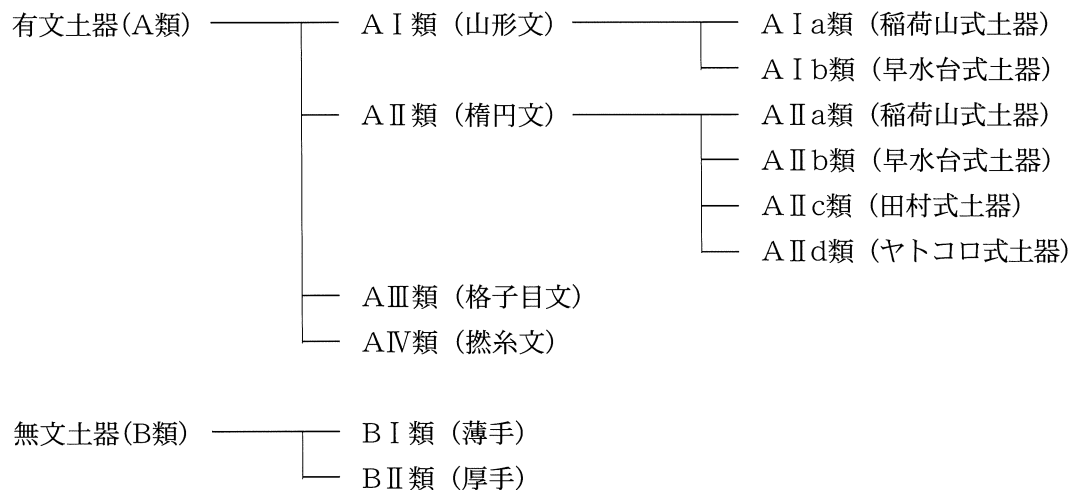 有文土器(A類) AⅠ類（山形文） AⅠa類（稲荷山式土器）
AⅠb類（早水台式土器）
AⅡ類（楕円文） AⅡa類（稲荷山式土器）
AⅡb類（早水台式土器）
AⅡc類（田村式土器）
AⅡd類（ヤトコロ式土器）
AⅢ類（格子目文）
AⅣ類（撚糸文）
無文土器(B類) BⅠ類（薄手）
BⅡ類（厚手）